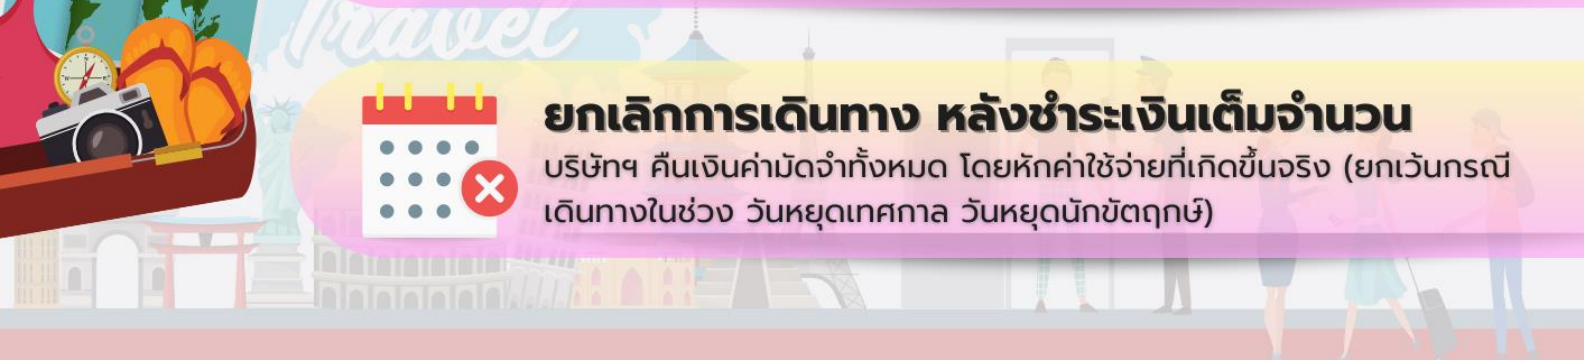 Travel
ยกเลิกการเดินทาง หลังชำระเงินเต็มจำนวน
บริษัทฯ คืนเงินค่ามัดจำทั้งหมด โดยหักค่าใช้จ่ายที่เกิดขึ้นจริง (ยกเว้นกรณี
เดินทางในช่วง วันหยุดเทศกาล วันหยุดนักขัตฤกษ์)